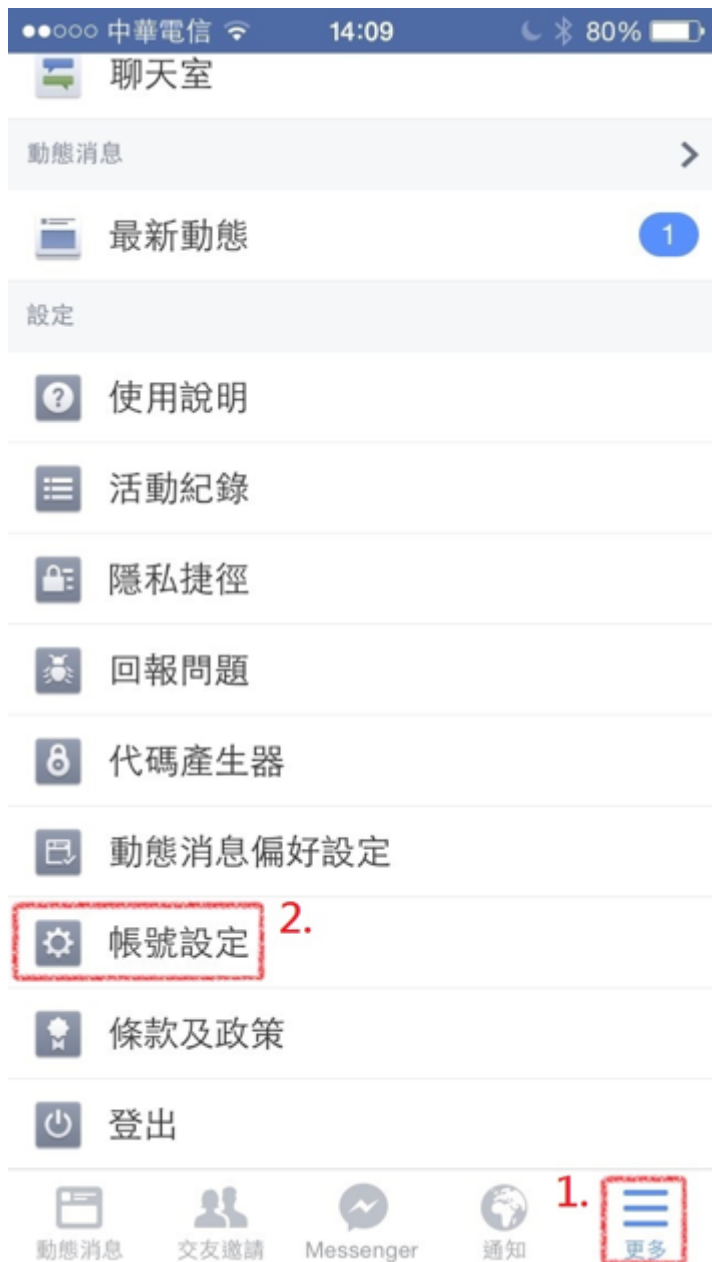 中華電信 14:09 80%
聊天室
動態消息
最新動態 1
設定
使用說明
活動紀錄
隱私捷徑
回報問題
代碼產生器
動態消息偏好設定
帳號設定 2.
條款及政策
登出
1.
動態消息 交友邀請 Messenger 通知 更多